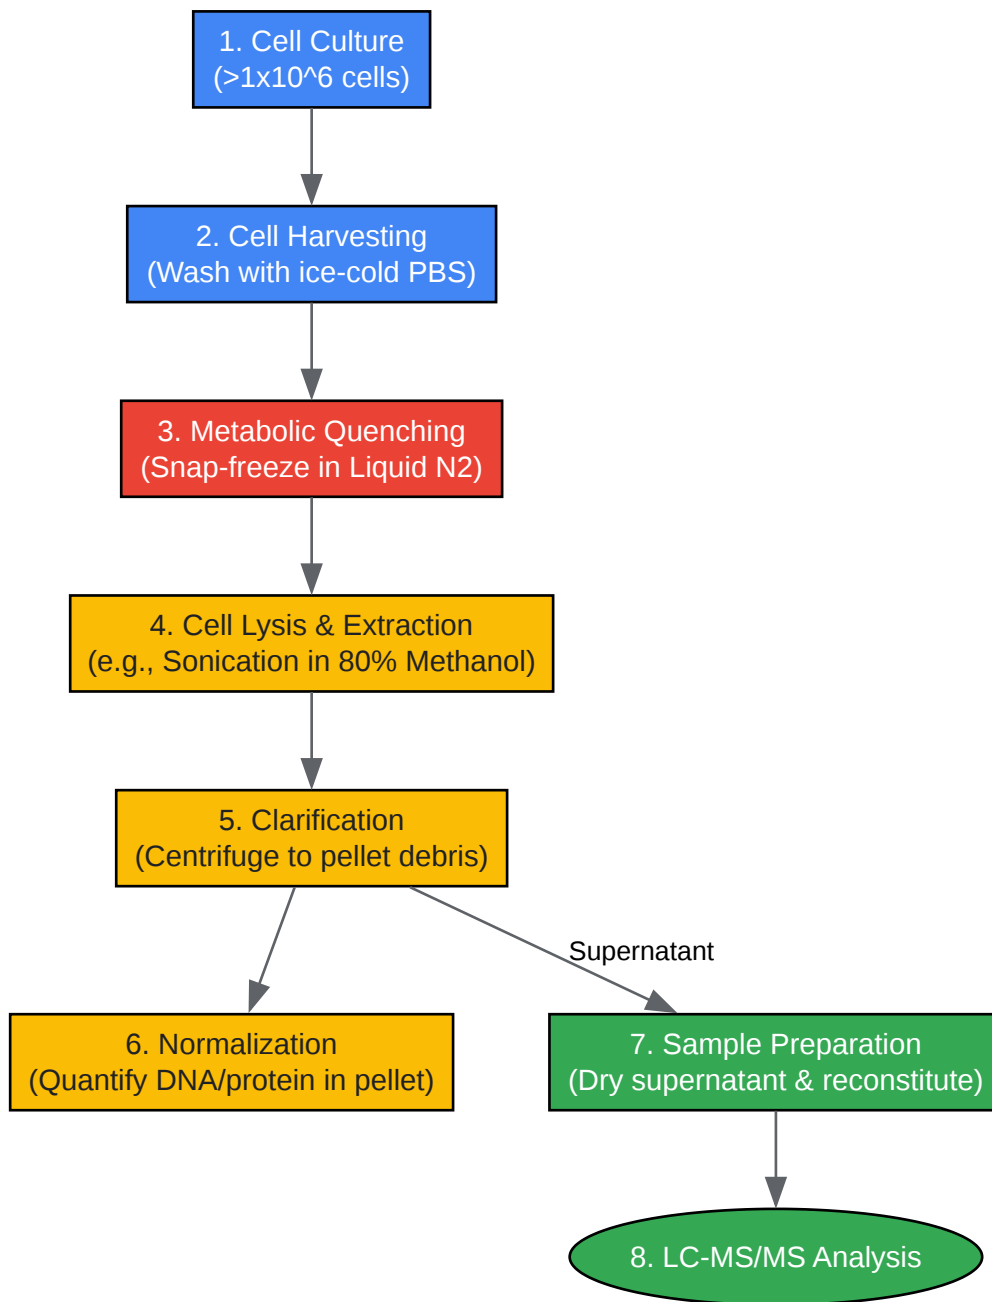 1. Cell Culture
(>1x10^6 cells)
2. Cell Harvesting
(Wash with ice-cold PBS)
3. Metabolic Quenching
(Snap-freeze in Liquid N2)
4. Cell Lysis & Extraction
(e.g., Sonication in 80% Methanol)
5. Clarification
(Centrifuge to pellet debris)
Supernatant
6. Normalization
(Quantify DNA/protein in pellet)
7. Sample Preparation
(Dry supernatant & reconstitute)
8. LC-MS/MS Analysis